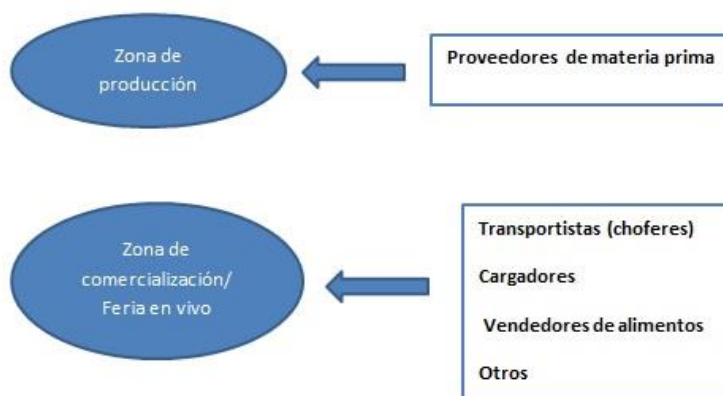 Zona de
producción
Proveedores de materia prima
Zona de
comercialización/
Feria en vivo
Transportistas (choferes)
Cargadores
Vendedores de alimentos
Otros